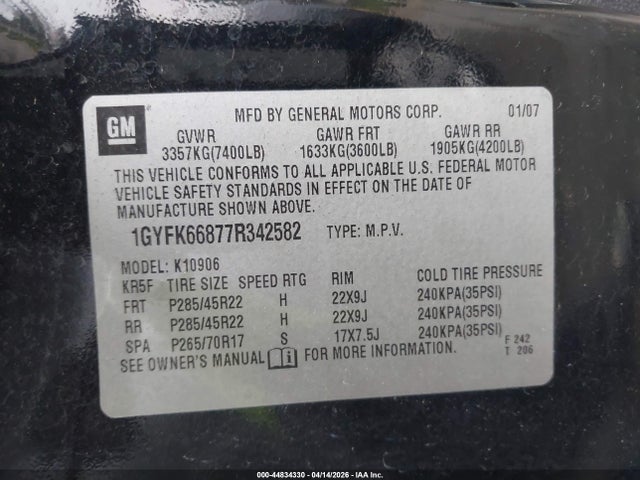 GM
MFD BY GENERAL MOTORS CORP. 01/07
GVWR GAWR FRT GAWR RR
3357KG(7400LB) 1633KG(3600LB) 1905KG(4200LB)
THIS VEHICLE CONFORMS TO ALL APPLICABLE U.S. FEDERAL MOTOR
VEHICLE SAFETY STANDARDS IN EFFECT ON THE DATE OF
MANUFACTURE SHOWN ABOVE.
1GYFK66877R342582 TYPE: M.P.V.
MODEL: K10906
KR5F TIRE SIZE SPEED RTG RIM COLD TIRE PRESSURE
FRT P285/45R22 H 22X9J 240KPA(35PSI)
RR P285/45R22 H 22X9J 240KPA(35PSI)
SPA P265/70R17 S 17X7.5J 240KPA(35PSI)
SEE OWNER'S MANUAL FOR MORE INFORMATION.
F 242
T 206
000-44834330 - 04/14/2026 - IAA Inc.